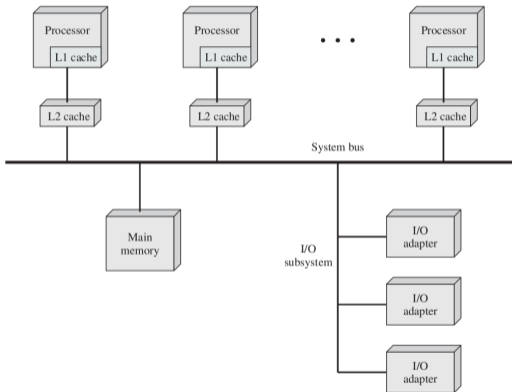 Processor
L1 cache
L2 cache
Processor
L1 cache
L2 cache
• • •
Processor
L1 cache
L2 cache
System bus
Main
memory
I/O
subsystem
I/O
adapter
I/O
adapter
I/O
adapter